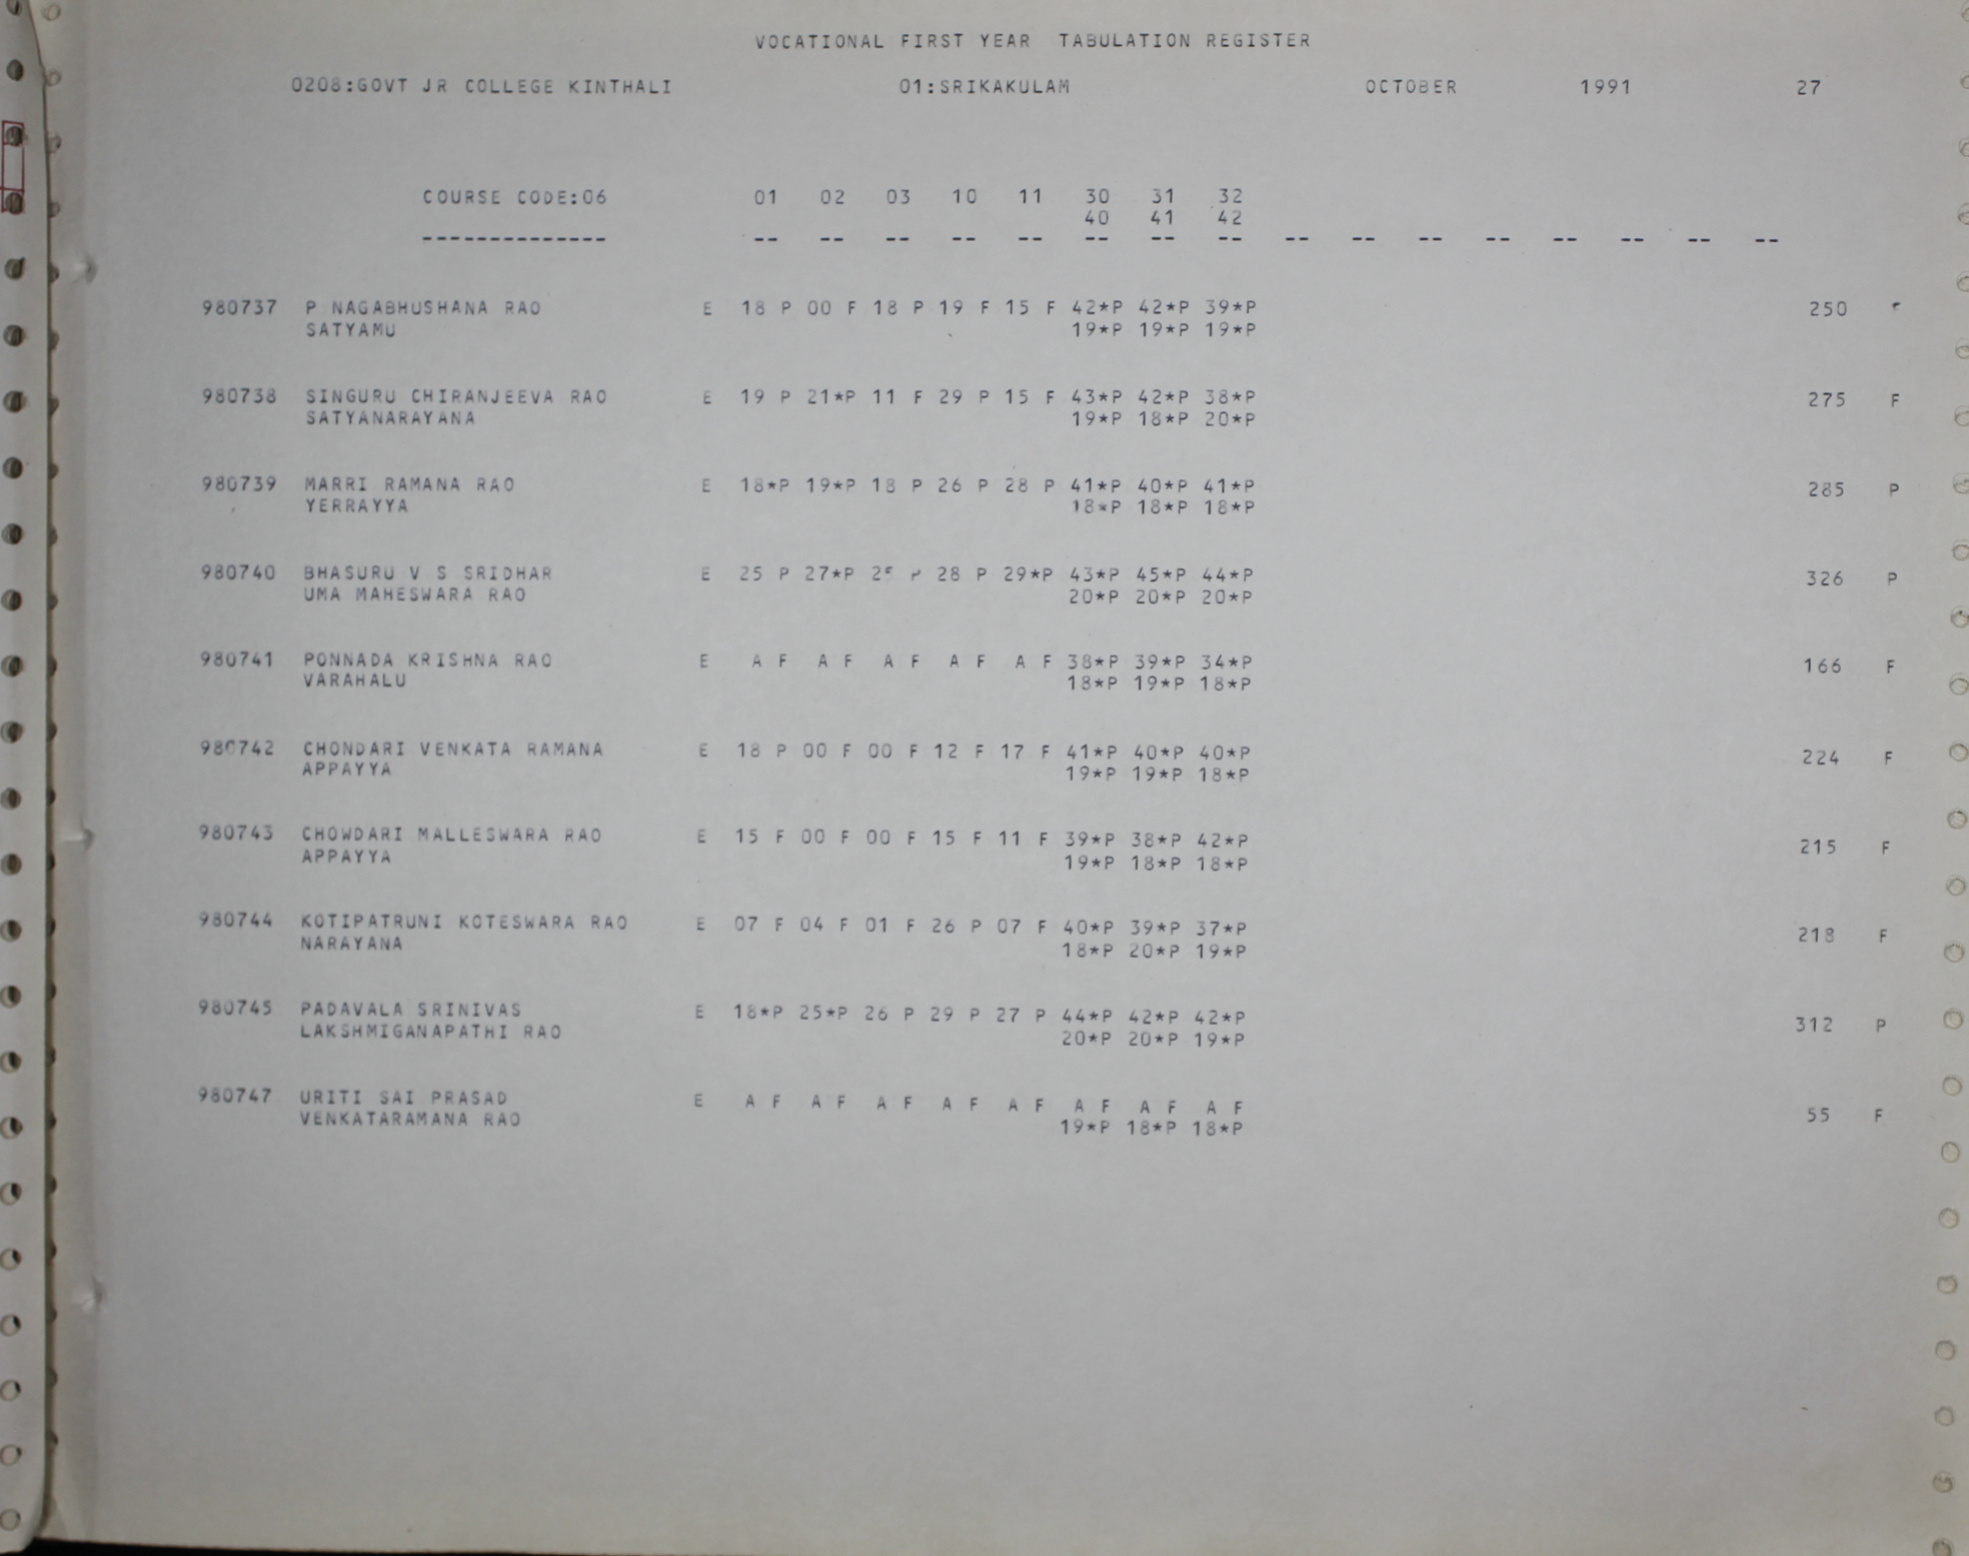 VOCATIONAL FIRST YEAR TABULATION REGISTER
0208:GOVT JR COLLEGE KINTHALI 01:SRIKAKULAM OCTOBER 1991 27
COURSE CODE:06 01 02 03 10 11 30 31 32
40 41 42
-------------- -- -- -- -- -- -- -- -- -- -- -- -- -- -- -- --
980737 P NAGABHUSHANA RAO E 18 P 00 F 18 P 19 F 15 F 42*P 42*P 39*P 250
SATYAMU 19*P 19*P 19*P
980738 SINGURU CHIRANJEEVA RAO E 19 P 21*P 11 F 29 P 15 F 43*P 42*P 38*P 275 F
SATYANARAYANA 19*P 18*P 20*P
980739 MARRI RAMANA RAO E 18*P 19*P 18 P 26 P 28 P 41*P 40*P 41*P 285 P
YERRAYYA 18*P 18*P 18*P
980740 BHASURU V S SRIDHAR E 25 P 27*P 28 P 29*P 43*P 45*P 44*P 326 P
UMA MAHESWARA RAO 20*P 20*P 20*P
980741 PONNADA KRISHNA RAO E A F A F A F A F A F 38*P 39*P 34*P 166 F
VARAHALU 18*P 19*P 18*P
980742 CHONDARI VENKATA RAMANA E 18 P 00 F 00 F 12 F 17 F 41*P 40*P 40*P 224 F
APPAYYA 19*P 19*P 18*P
980743 CHOWDARI MALLESWARA RAO E 15 F 00 F 00 F 15 F 11 F 39*P 38*P 42*P 215 F
APPAYYA 19*P 18*P 18*P
980744 KOTIPATRUNI KOTESWARA RAO E 07 F 04 F 01 F 26 P 07 F 40*P 39*P 37*P 218 F
NARAYANA 18*P 20*P 19*P
980745 PADAVALA SRINIVAS E 18*P 25*P 26 P 29 P 27 P 44*P 42*P 42*P 312 P
LAKSHMIGANAPATHI RAO 20*P 20*P 19*P
980747 URITI SAI PRASAD E A F A F A F A F A F A F A F A F 55 F
VENKATARAMANA RAO 19*P 18*P 18*P